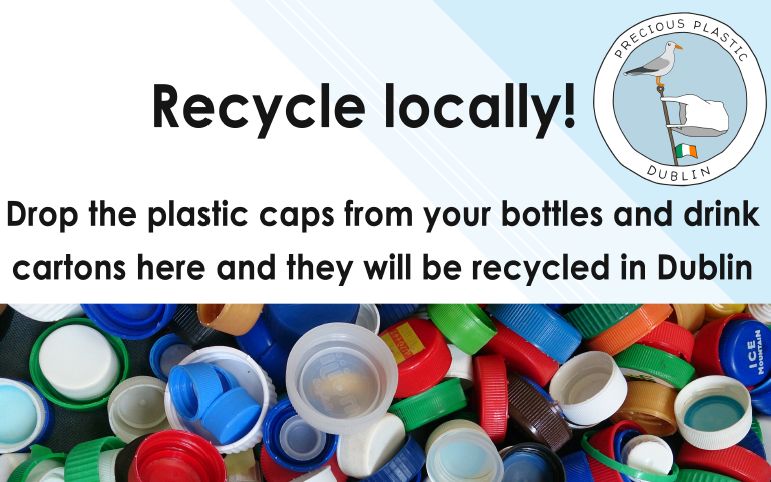 PRECIOUS PLASTIC
DUBLIN
Recycle locally!
Drop the plastic caps from your bottles and drink
cartons here and they will be recycled in Dublin
ICE
MOUNTAIN